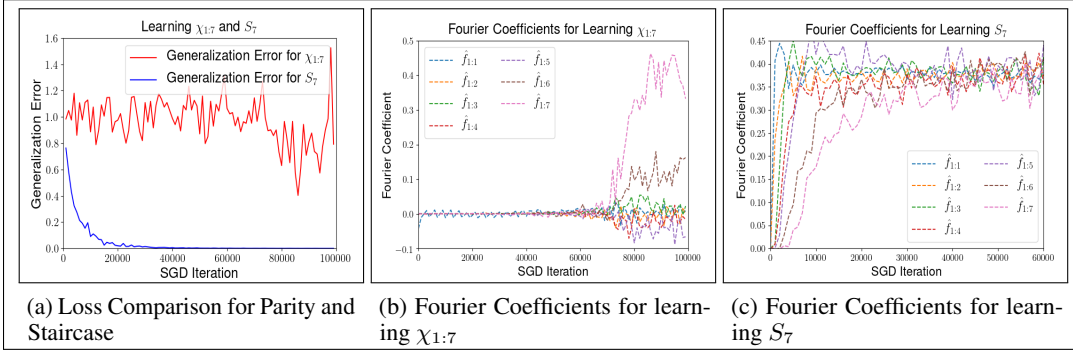 Learning χ1:7 and S7
Generalization Error
1.6
1.4
1.2
1.0
0.8
0.6
0.4
0.2
0.0
Generalization Error for χ1:7
Generalization Error for S7
0 20000 40000 60000 80000 100000
SGD Iteration
(a) Loss Comparison for Parity and
Staircase
Fourier Coefficients for Learning χ1:7
Fourier Coefficient
0.5
0.4
0.3
0.2
0.1
0.0
−0.1
f̂1:1 f̂1:5
f̂1:2 f̂1:6
f̂1:3 f̂1:7
f̂1:4
0 20000 40000 60000 80000 100000
SGD Iteration
(b) Fourier Coefficients for learn-
ing χ1:7
Fourier Coefficients for Learning S7
Fourier Coefficient
0.45
0.40
0.35
0.30
0.25
0.20
0.15
0.10
0.05
0.00
f̂1:1 f̂1:5
f̂1:2 f̂1:6
f̂1:3 f̂1:7
f̂1:4
0 10000 20000 30000 40000 50000 60000
SGD Iteration
(c) Fourier Coefficients for learn-
ing S7